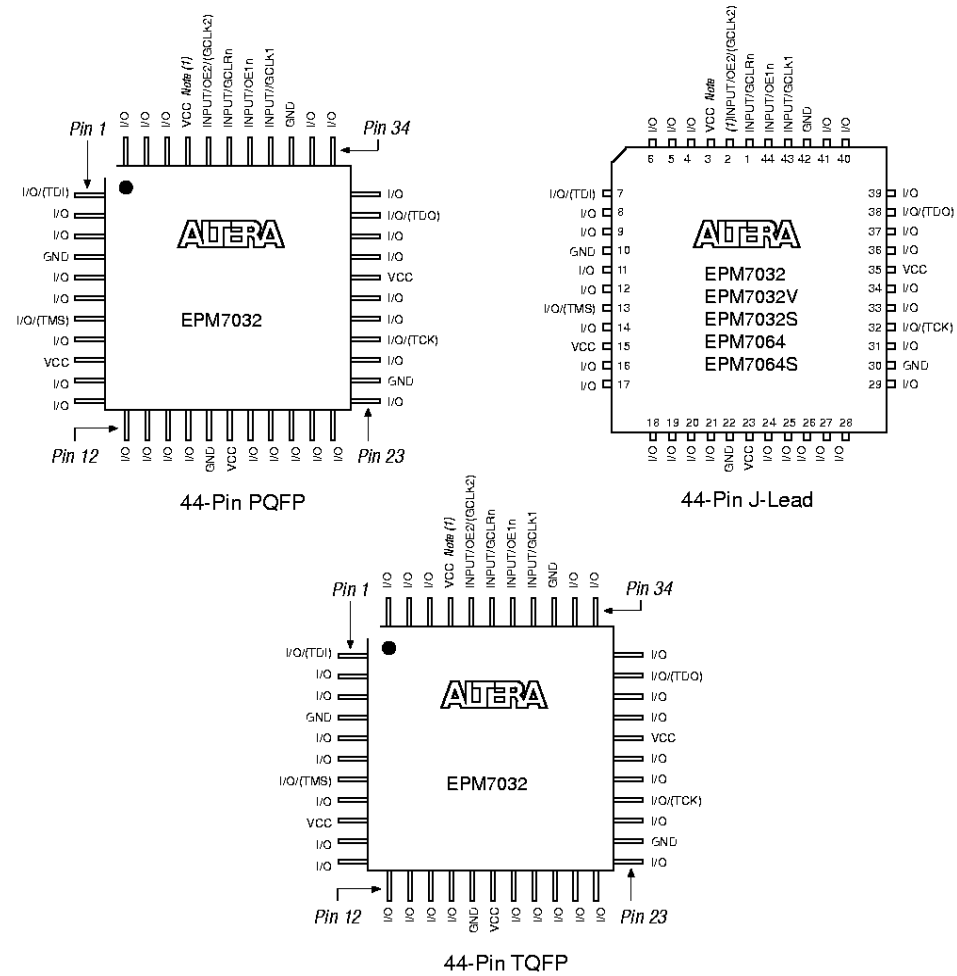 I/O
I/O
I/O
VCC Note (1)
INPUT/OE2/(GCLK2)
INPUT/GCLRn
INPUT/OE1n
INPUT//GCLK1
GND
I/O
I/O
Pin 1
Pin 34
I/O/(TDI)
I/O
I/O
GND
I/O
I/O
I/O/(TMS)
I/O
VCC
I/O
I/O
ALTERA
EPM7032
I/O
I/O/(TDO)
I/O
I/O
VCC
I/O
I/O
I/O/(TCK)
I/O
GND
I/O
Pin 12
Pin 23
I/O
I/O
I/O
I/O
GND
VCC
I/O
I/O
I/O
I/O
I/O
44-Pin PQFP
I/O
I/O
I/O
VCC Note
(1)INPUT/OE2/(GCLK2)
INPUT/GCLRn
INPUT/OE1n
INPUT/GCLK1
GND
I/O
I/O
6 5 4 3 2 1 44 43 42 41 40
I/O/(TDI) 7
I/O 8
I/O 9
GND 10
I/O 11
I/O 12
I/O/(TMS) 13
I/O 14
VCC 15
I/O 16
I/O 17
ALTERA
EPM7032
EPM7032V
EPM7032S
EPM7064
EPM7064S
39 I/O
38 I/O/(TDO)
37 I/O
36 I/O
35 VCC
34 I/O
33 I/O
32 I/O/(TCK)
31 I/O
30 GND
29 I/O
18 19 20 21 22 23 24 25 26 27 28
I/O
I/O
I/O
I/O
GND
VCC
I/O
I/O
I/O
I/O
I/O
44-Pin J-Lead
I/O
I/O
I/O
VCC Note (1)
INPUT/OE2/(GCLK2)
INPUT/GCLRn
INPUT/OE1n
INPUT/GCLK1
GND
I/O
I/O
Pin 1
Pin 34
I/O/(TDI)
I/O
I/O
GND
I/O
I/O
I/O/(TMS)
I/O
VCC
I/O
I/O
ALTERA
EPM7032
I/O
I/O/(TDO)
I/O
I/O
VCC
I/O
I/O
I/O/(TCK)
I/O
GND
I/O
Pin 12
Pin 23
I/O
I/O
I/O
I/O
GND
VCC
I/O
I/O
I/O
I/O
I/O
44-Pin TQFP